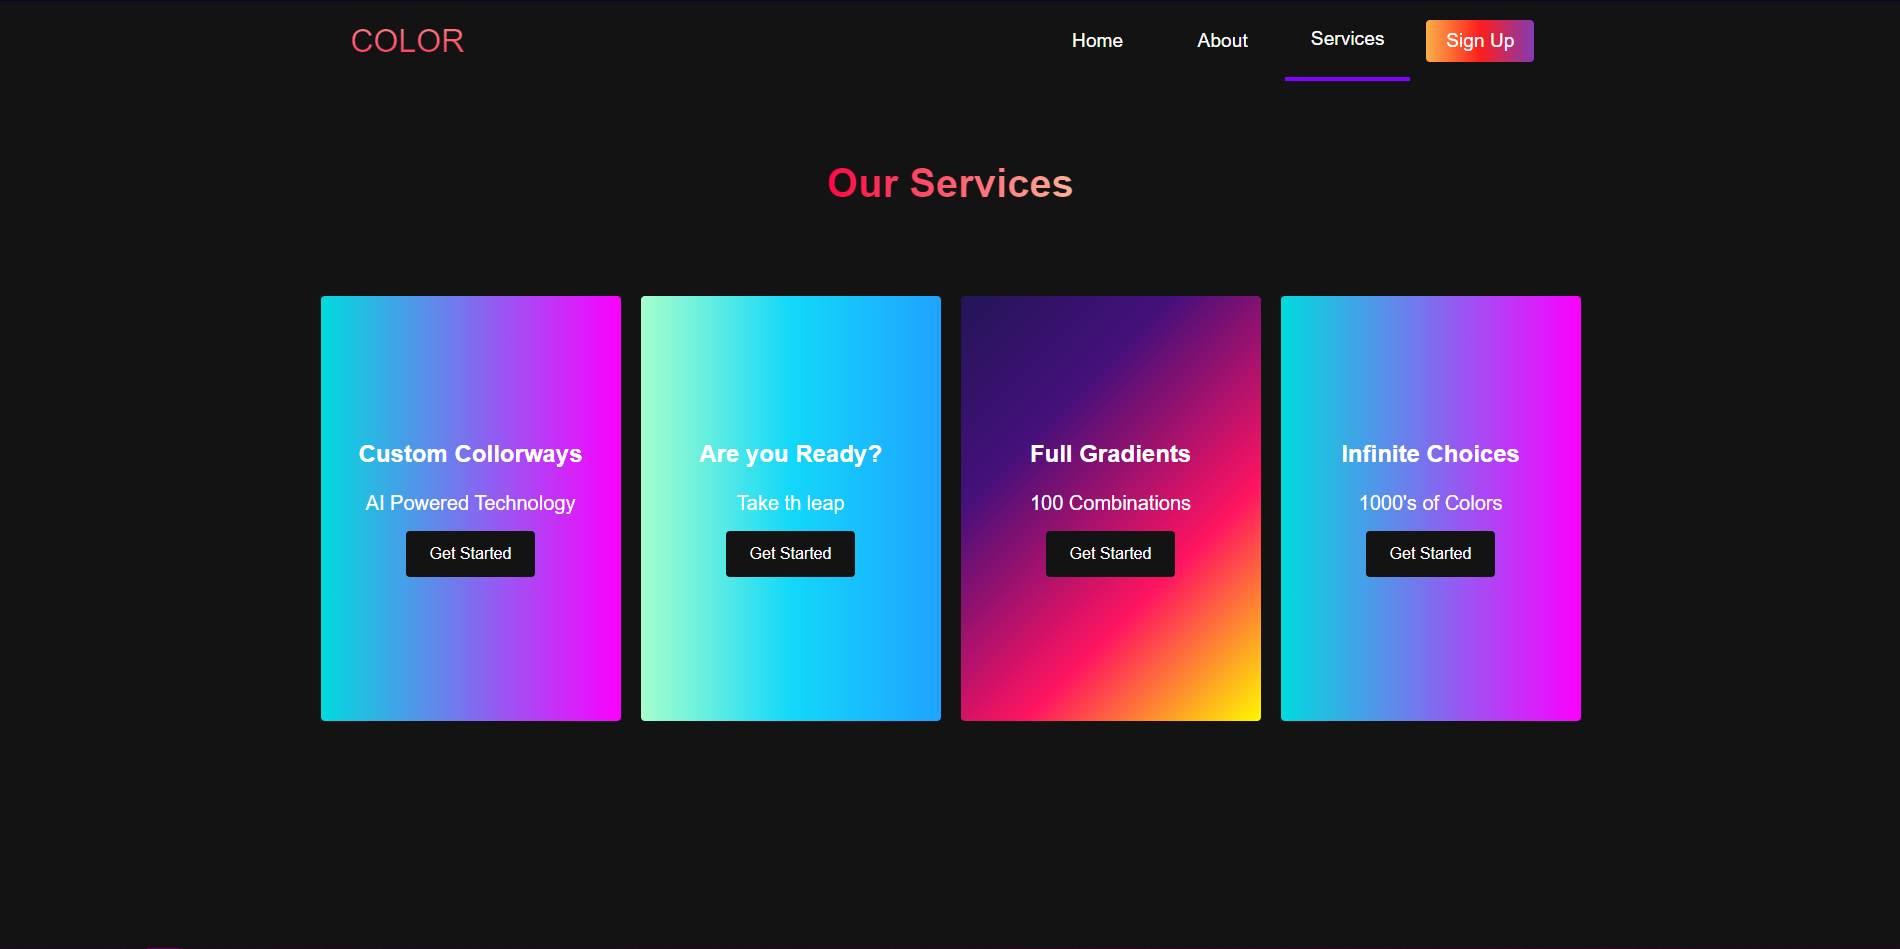 COLOR
Home
About
Services
Sign Up
Our Services
Custom Collorways
AI Powered Technology
Get Started
Are you Ready?
Take th leap
Get Started
Full Gradients
100 Combinations
Get Started
Infinite Choices
1000's of Colors
Get Started